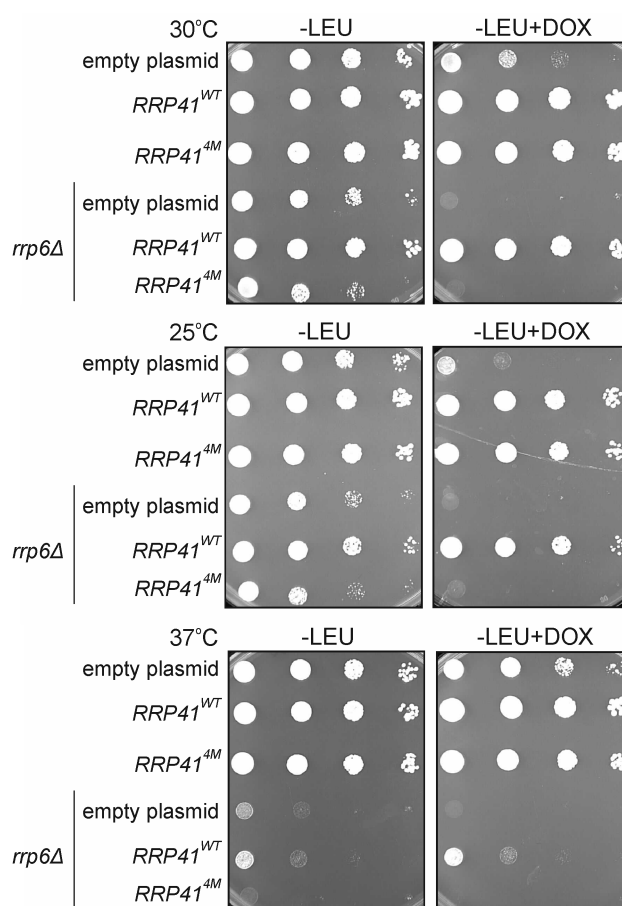 30°C -LEU -LEU+DOX
empty plasmid
RRP41^WT
RRP41^4M
empty plasmid
rrp6Δ RRP41^WT
RRP41^4M
25°C -LEU -LEU+DOX
empty plasmid
RRP41^WT
RRP41^4M
empty plasmid
rrp6Δ RRP41^WT
RRP41^4M
37°C -LEU -LEU+DOX
empty plasmid
RRP41^WT
RRP41^4M
empty plasmid
rrp6Δ RRP41^WT
RRP41^4M